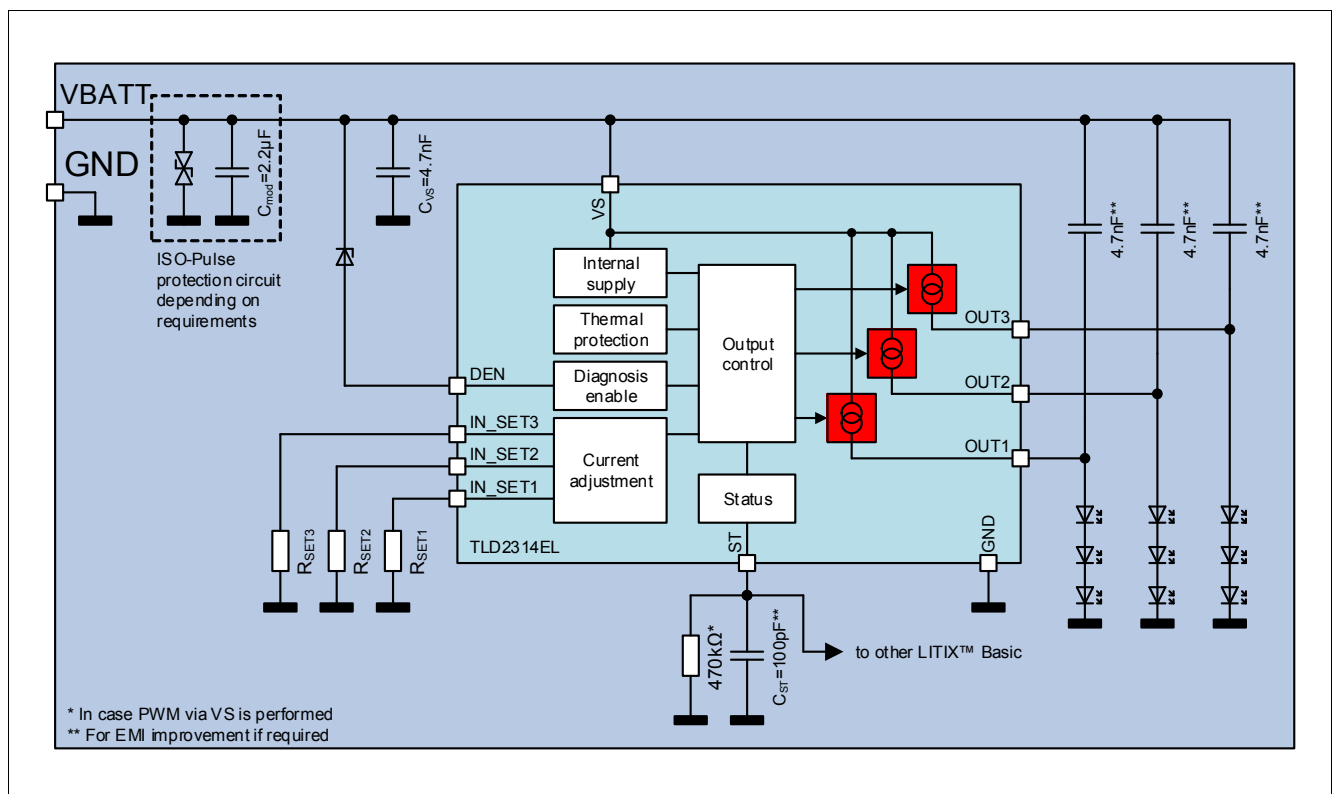 VBATT
GND
Cmod=2.2µF
ISO-Pulse
protection circuit
depending on
requirements
CVS=4.7nF
4.7nF**
4.7nF**
4.7nF**
VS
Internal
supply
Thermal
protection
Output
control
OUT3
OUT2
OUT1
DEN
Diagnosis
enable
IN_SET3
IN_SET2
IN_SET1
Current
adjustment
Status
TLD2314EL
ST
GND
RSET3
RSET2
RSET1
470kΩ*
CST=100pF**
to other LITIX™ Basic
* In case PWM via VS is performed
** For EMI improvement if required